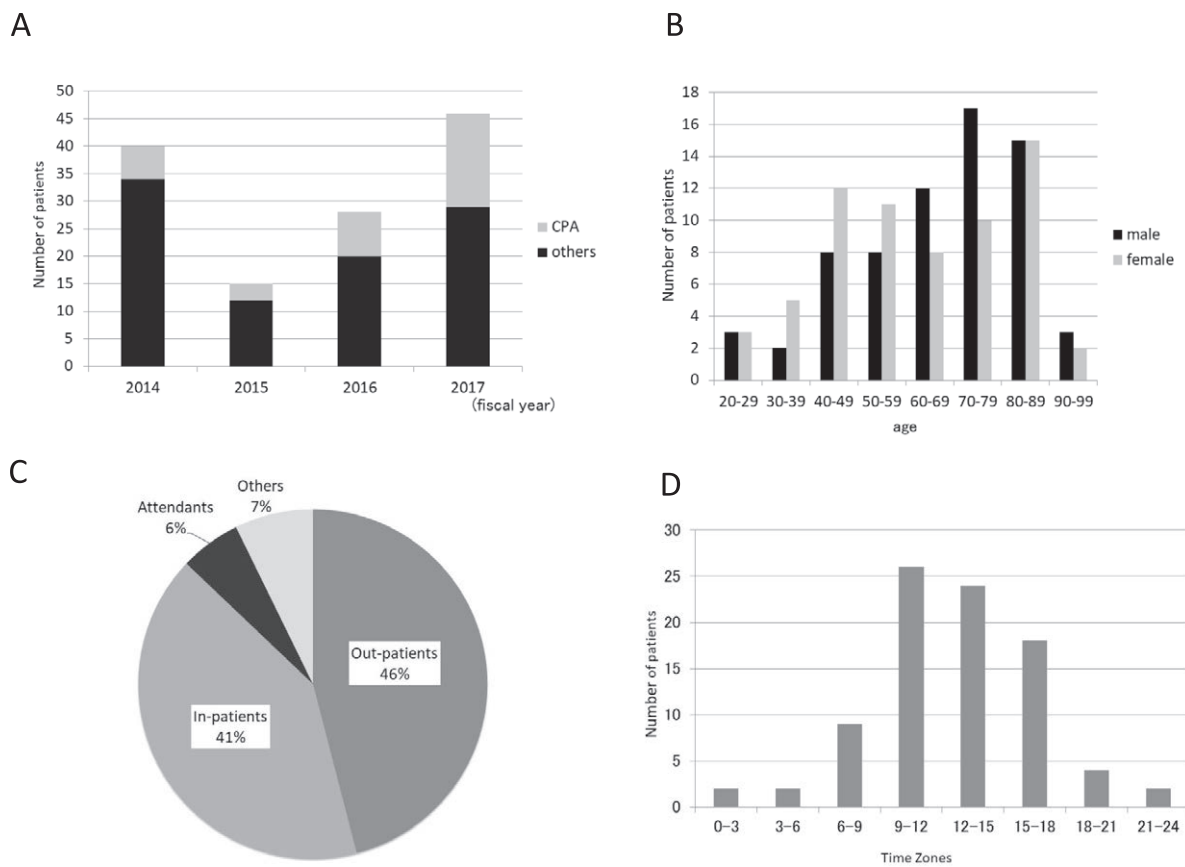 A
50
45
40
35
30
25
20
15
10
5
0
Number of patients
2014 2015 2016 2017
(fiscal year)
CPA
others
B
18
16
14
12
10
8
6
4
2
0
Number of patients
20-29 30-39 40-49 50-59 60-69 70-79 80-89 90-99
age
male
female
C
Others
7%
Attendants
6%
Out-patients
46%
In-patients
41%
D
30
25
20
15
10
5
0
Number of patients
0–3 3–6 6–9 9–12 12–15 15–18 18–21 21–24
Time Zones